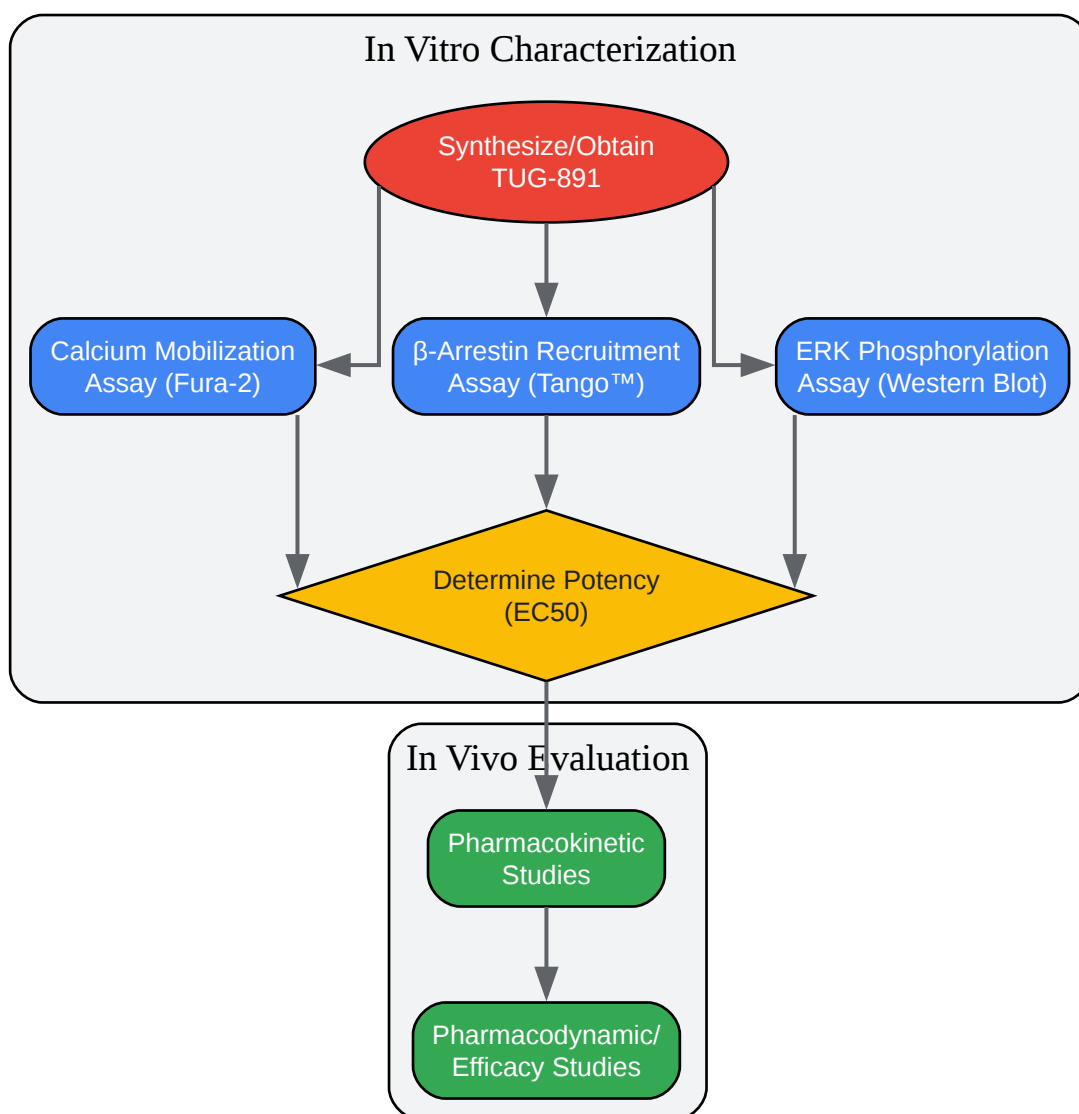 In Vitro Characterization
Synthesize/Obtain
TUG-891
Calcium Mobilization
Assay (Fura-2)
β-Arrestin Recruitment
Assay (Tango™)
ERK Phosphorylation
Assay (Western Blot)
Determine Potency
(EC50)
In Vivo Evaluation
Pharmacokinetic
Studies
Pharmacodynamic/
Efficacy Studies